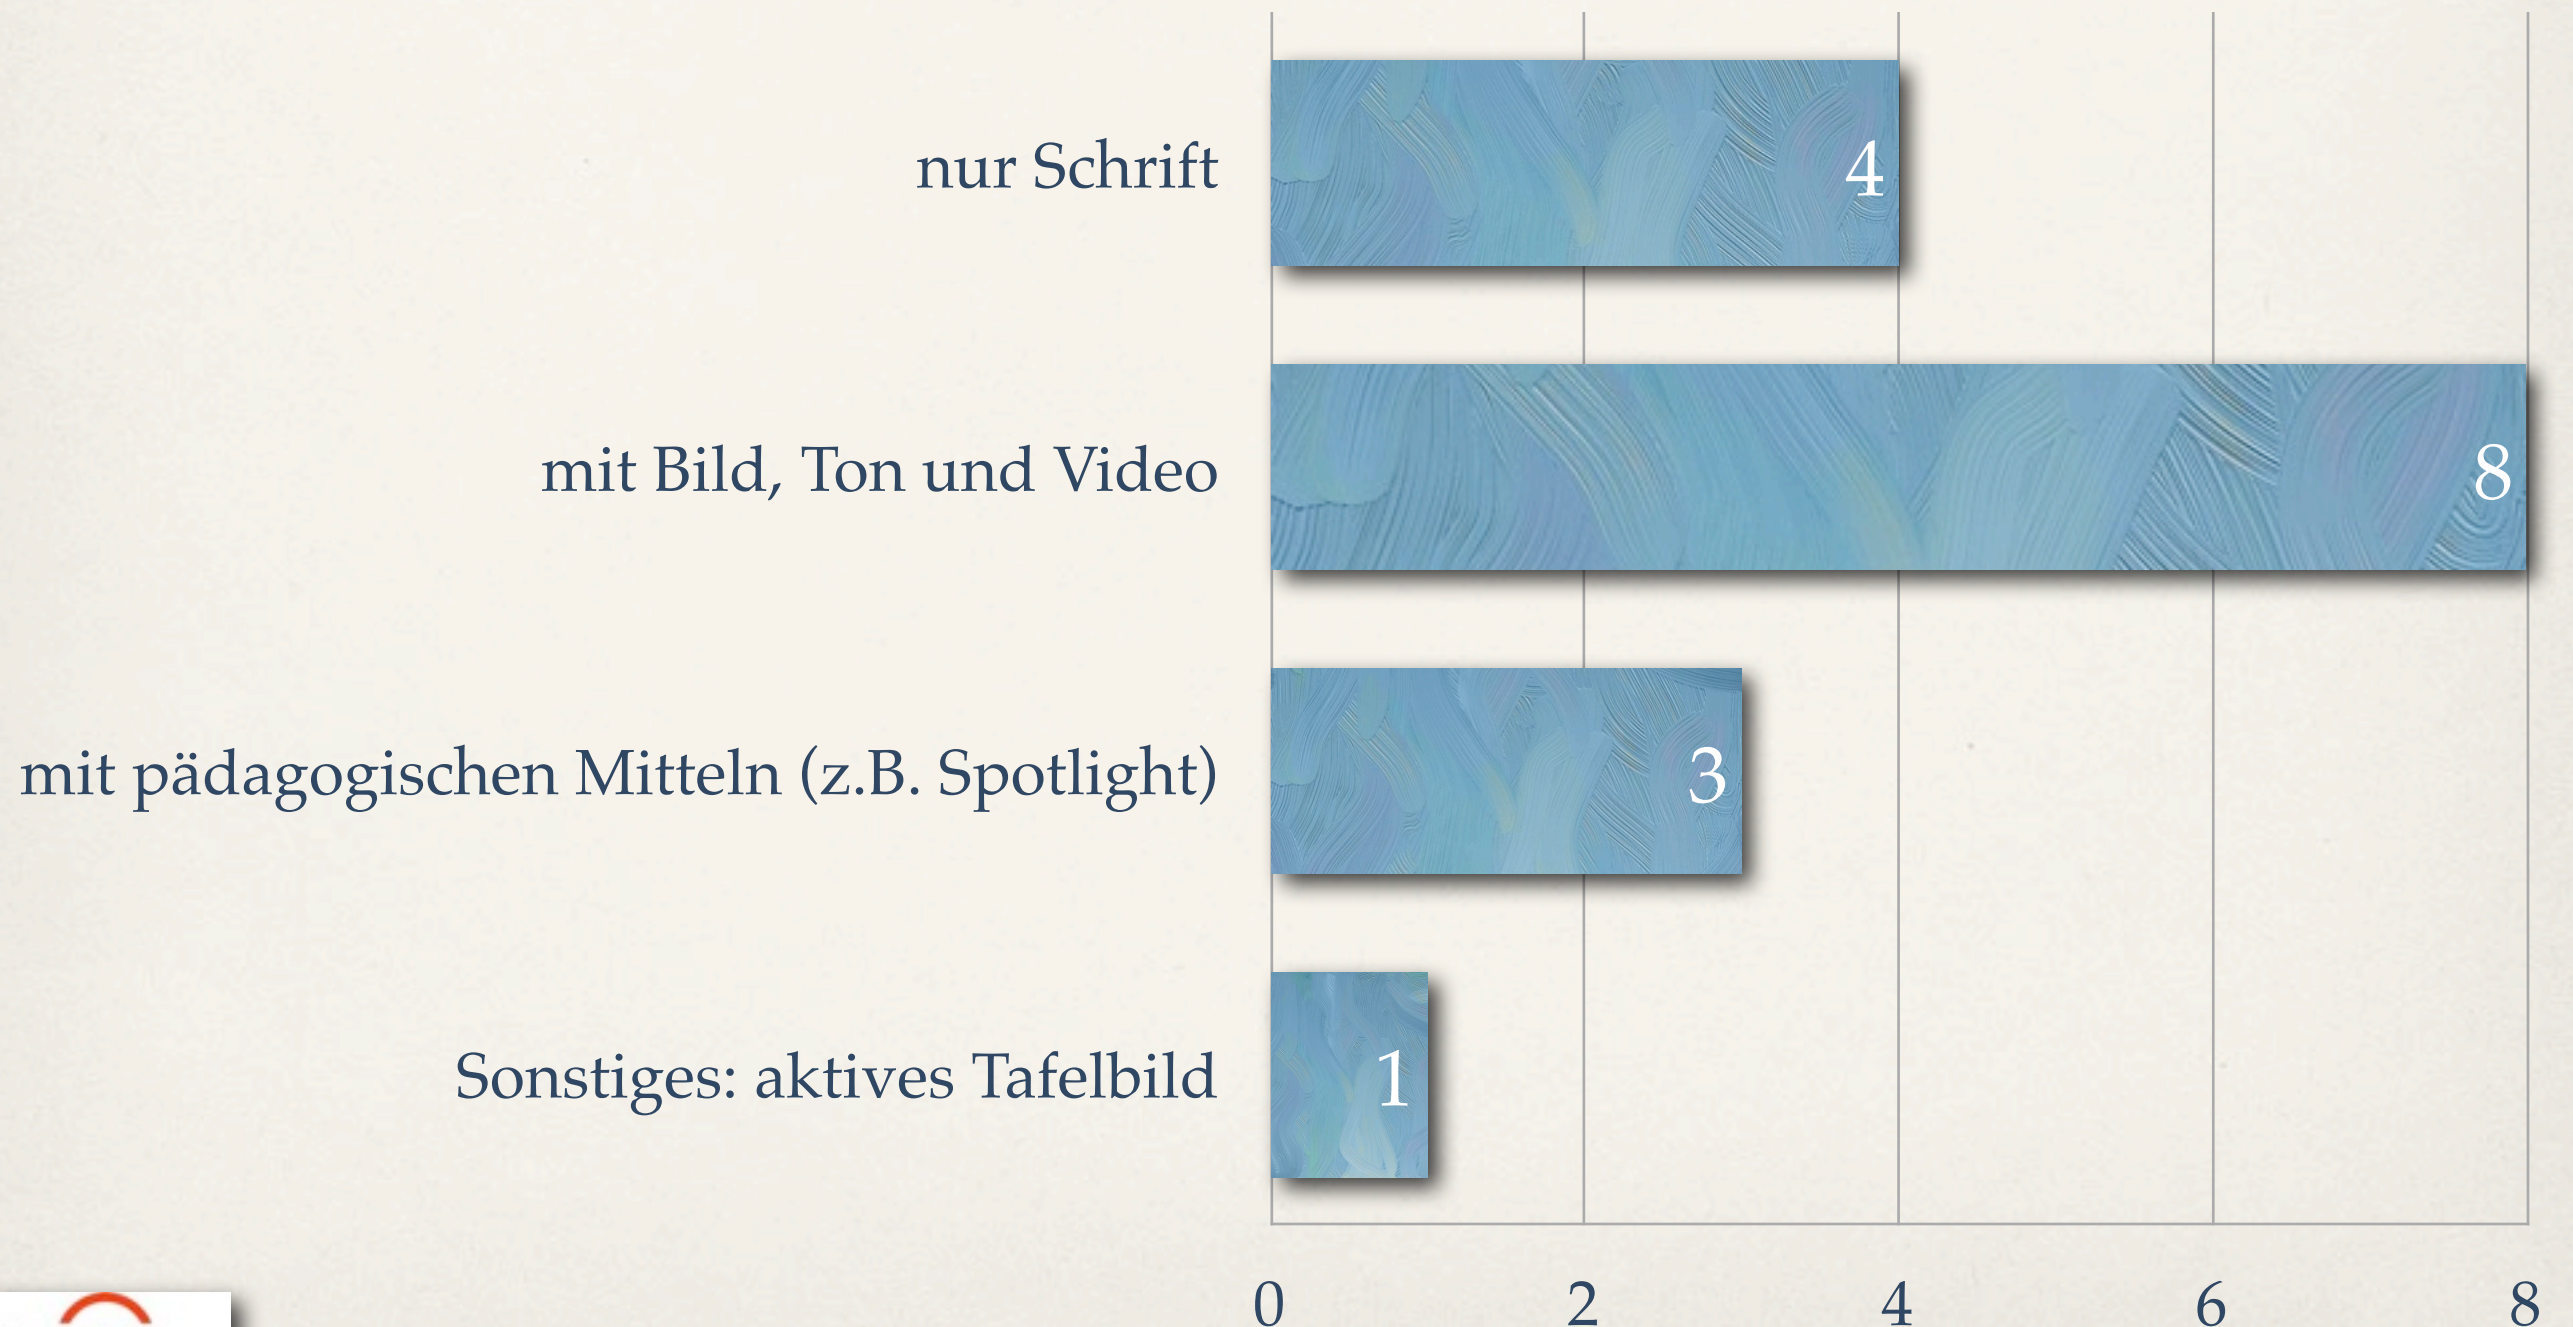 nur Schrift
4
mit Bild, Ton und Video
8
mit pädagogischen Mitteln (z.B. Spotlight)
3
Sonstiges: aktives Tafelbild
1
0 2 4 6 8